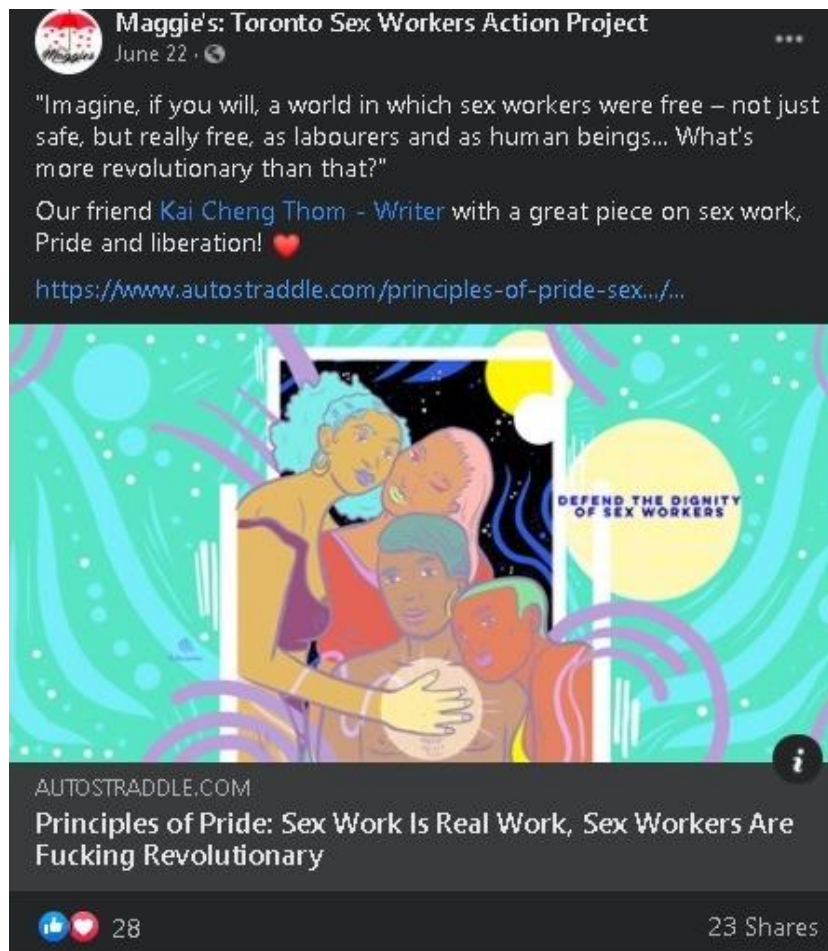 Maggie's: Toronto Sex Workers Action Project
Maggies
June 22 ·
"Imagine, if you will, a world in which sex workers were free – not just
safe, but really free, as labourers and as human beings... What's
more revolutionary than that?"
Our friend Kai Cheng Thom - Writer with a great piece on sex work,
Pride and liberation! ❤️
https://www.autostraddle.com/principles-of-pride-sex.../...
DEFEND THE DIGNITY
OF SEX WORKERS
i
AUTOSTRADDLE.COM
Principles of Pride: Sex Work Is Real Work, Sex Workers Are
Fucking Revolutionary
28
23 Shares